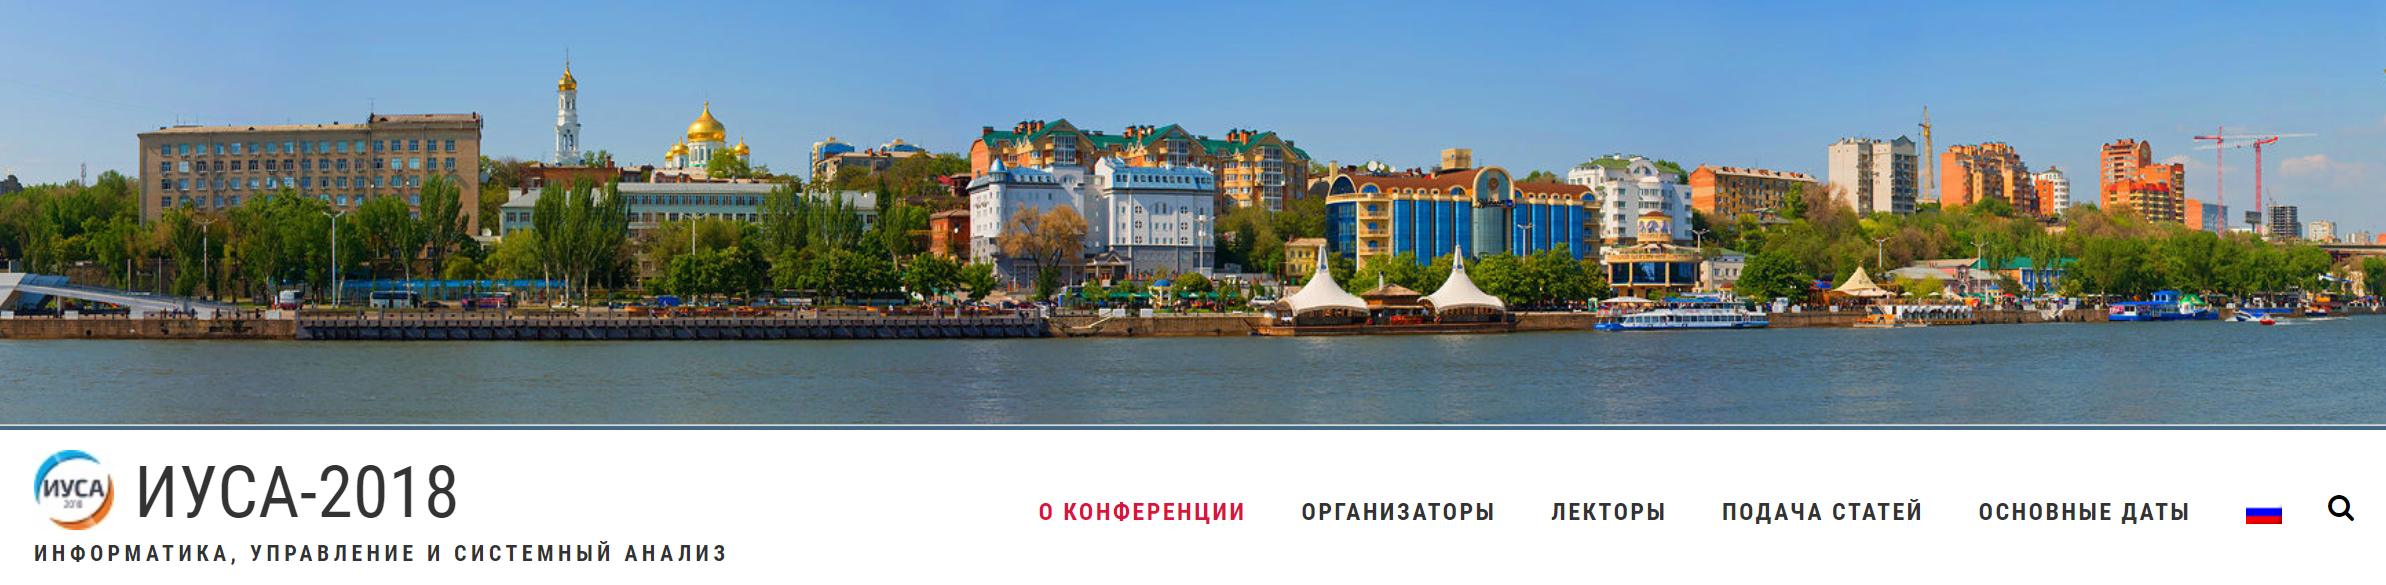 ИУСА
2018
ИУСА-2018
ИНФОРМАТИКА, УПРАВЛЕНИЕ И СИСТЕМНЫЙ АНАЛИЗ
О КОНФЕРЕНЦИИ ОРГАНИЗАТОРЫ ЛЕКТОРЫ ПОДАЧА СТАТЕЙ ОСНОВНЫЕ ДАТЫ